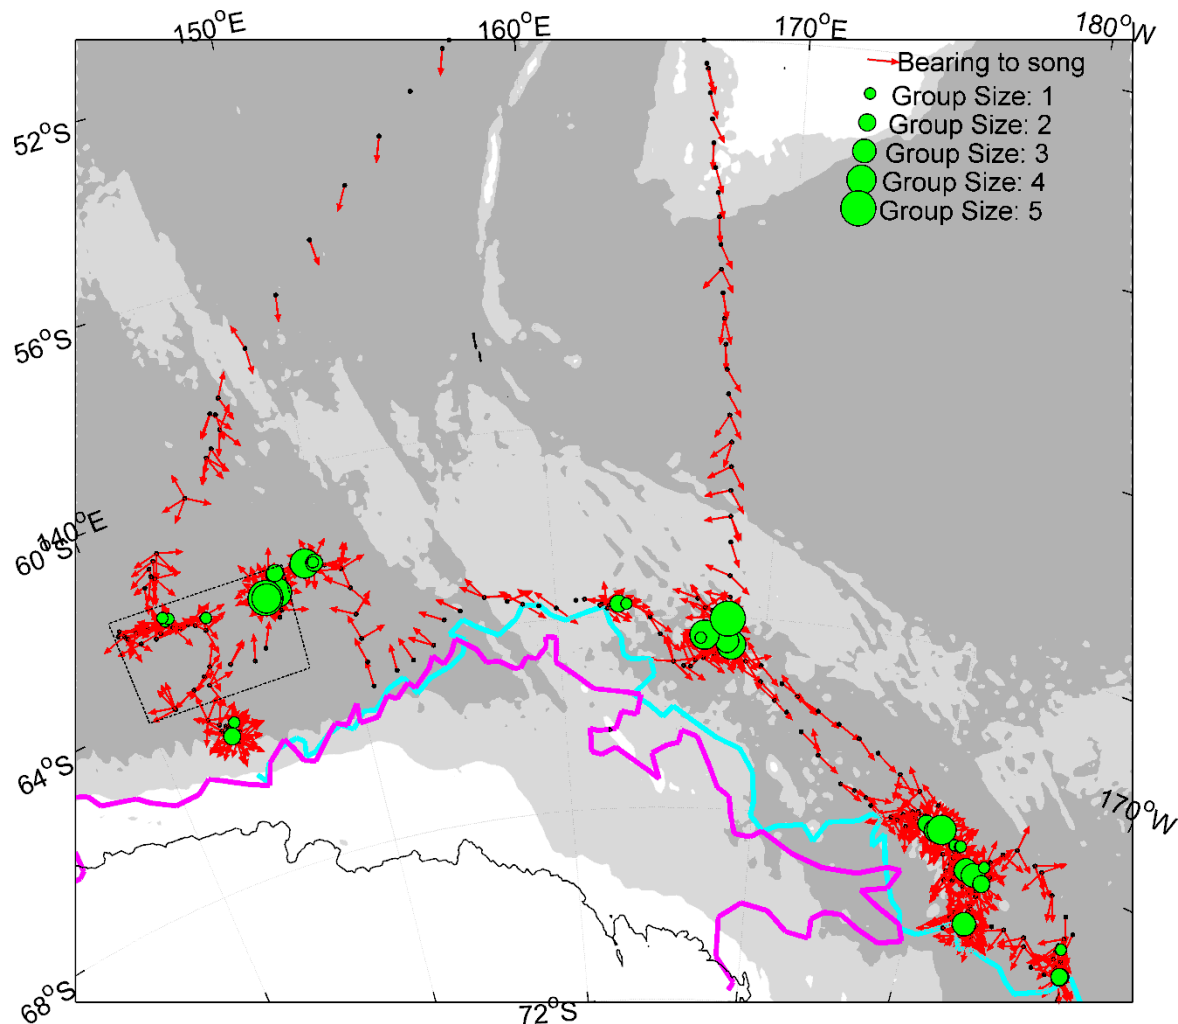 150°E
160°E
170°E
180°W
Bearing to song
Group Size: 1
Group Size: 2
Group Size: 3
Group Size: 4
Group Size: 5
52°S
56°S
140°E
60°S
64°S
170°W
68°S
72°S